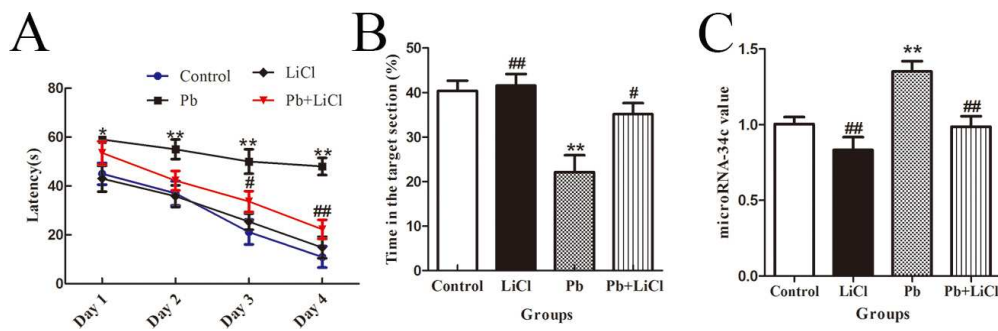 A
Control
LiCl
Pb
Pb+LiCl
Latency(s)
80
60
40
20
0
*
**
**
**
#
##
Day 1
Day 2
Day 3
Day 4
B
Time in the target section (%)
50
40
30
20
10
0
##
**
#
Control
LiCl
Pb
Pb+LiCl
Groups
C
microRNA-34c value
1.5
1.0
0.5
0.0
##
**
##
Control
LiCl
Pb
Pb+LiCl
Groups